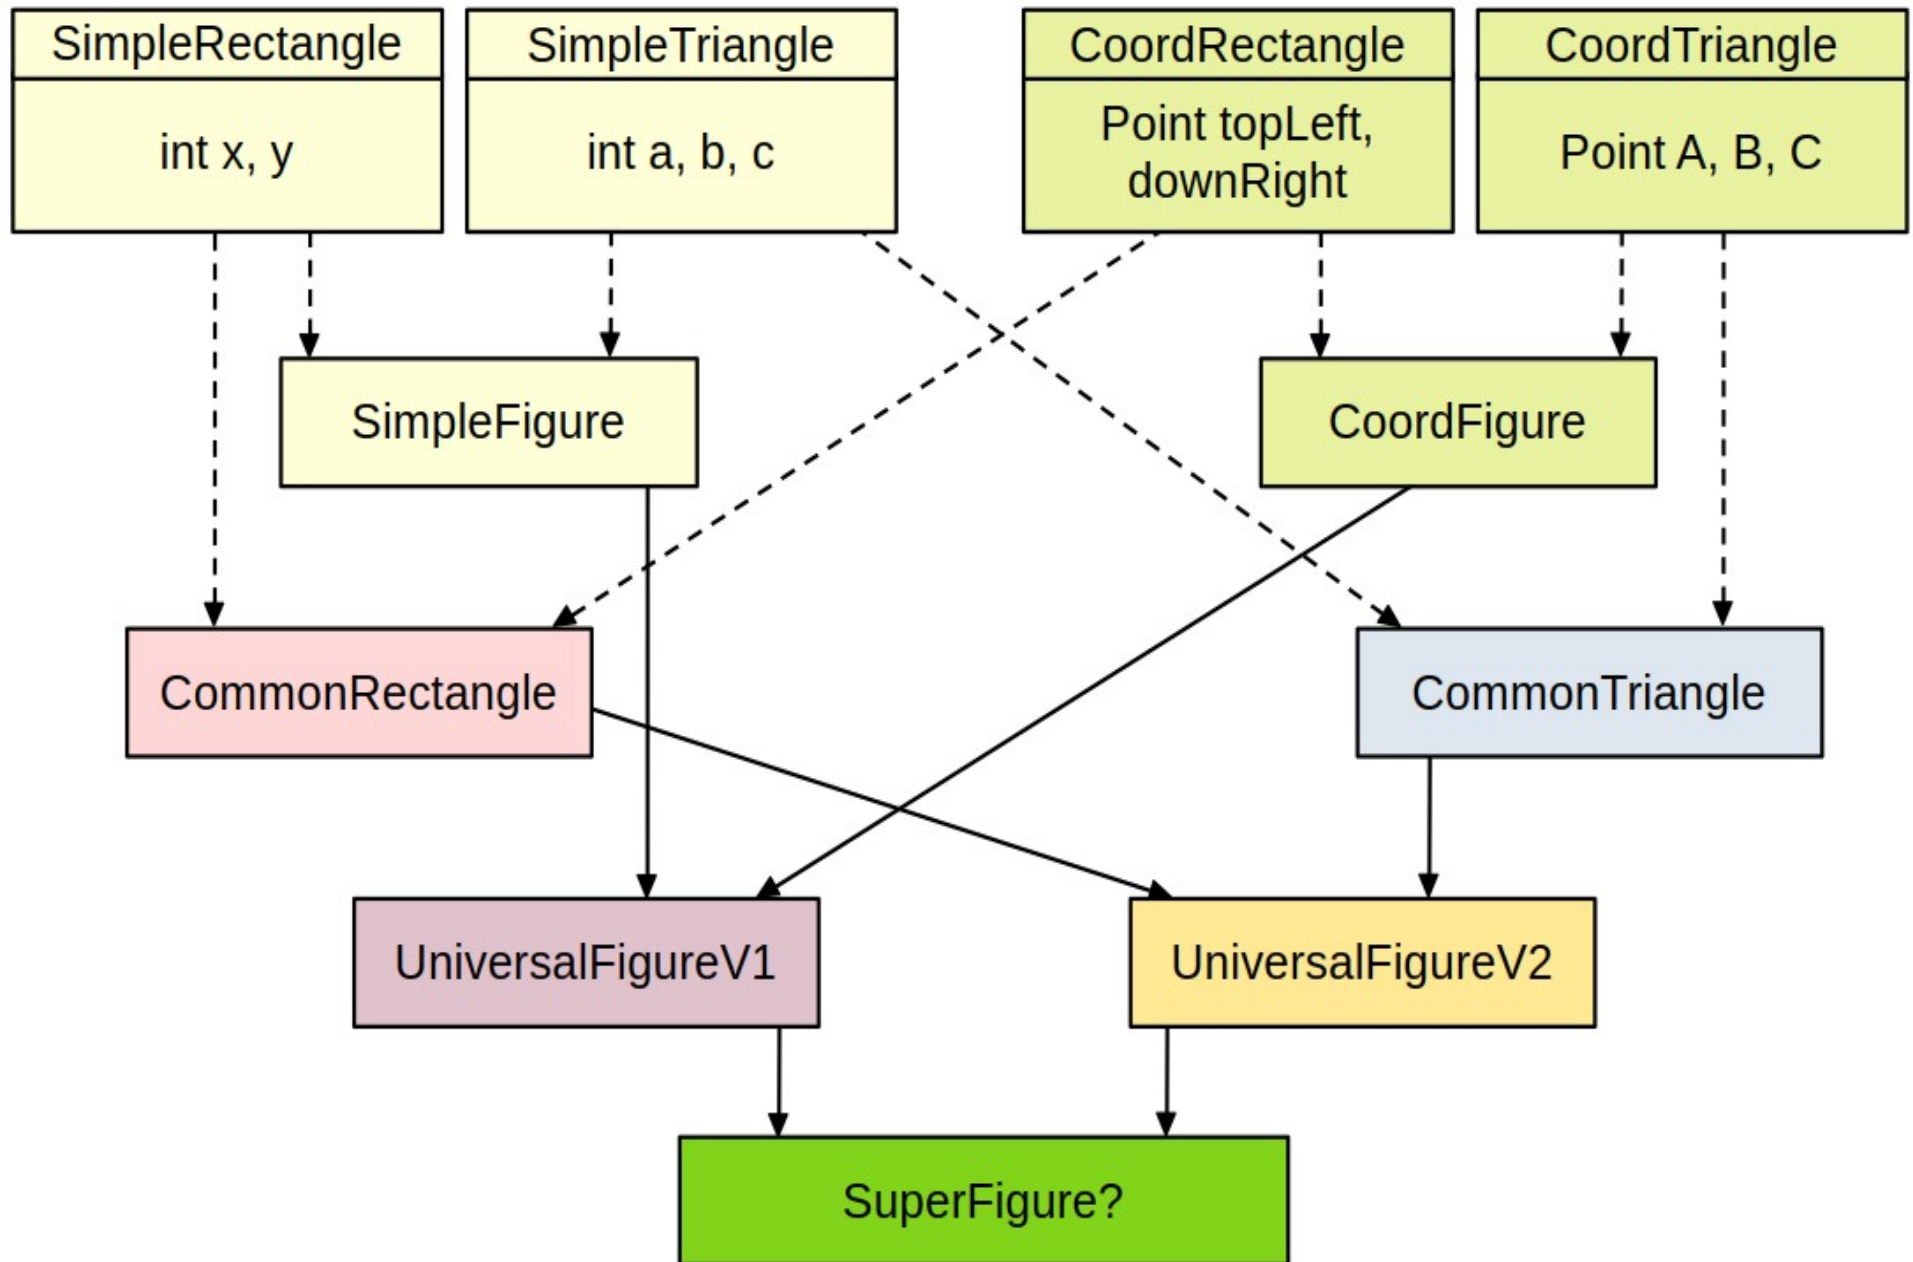 SimpleRectangle
int x, y
SimpleTriangle
int a, b, c
CoordRectangle
Point topLeft,
downRight
CoordTriangle
Point A, B, C
SimpleFigure
CoordFigure
CommonRectangle
CommonTriangle
UniversalFigureV1
UniversalFigureV2
SuperFigure?